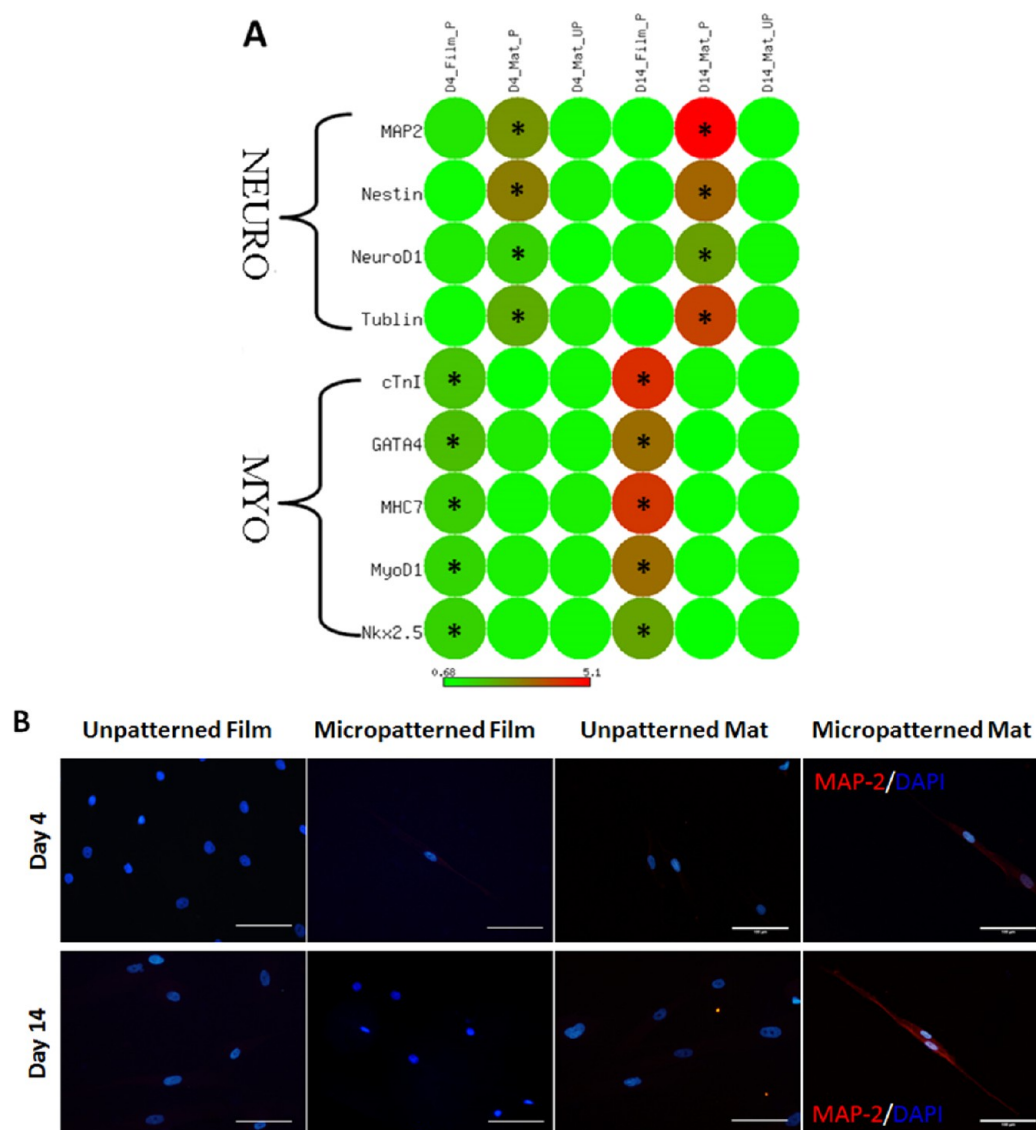 A
D4_Film_P
D4_Mat_P
D4_Mat_UP
D14_Film_P
D14_Mat_P
D14_Mat_UP
NEURO
MAP2
*
*
Nestin
*
*
NeuroD1
*
*
Tublin
*
*
MYO
cTnI
*
*
GATA4
*
*
MHC7
*
*
MyoD1
*
*
Nkx2.5
*
*
0.68 5.1
B
Unpatterned Film Micropatterned Film Unpatterned Mat Micropatterned Mat
Day 4
MAP-2/DAPI
Day 14
MAP-2/DAPI